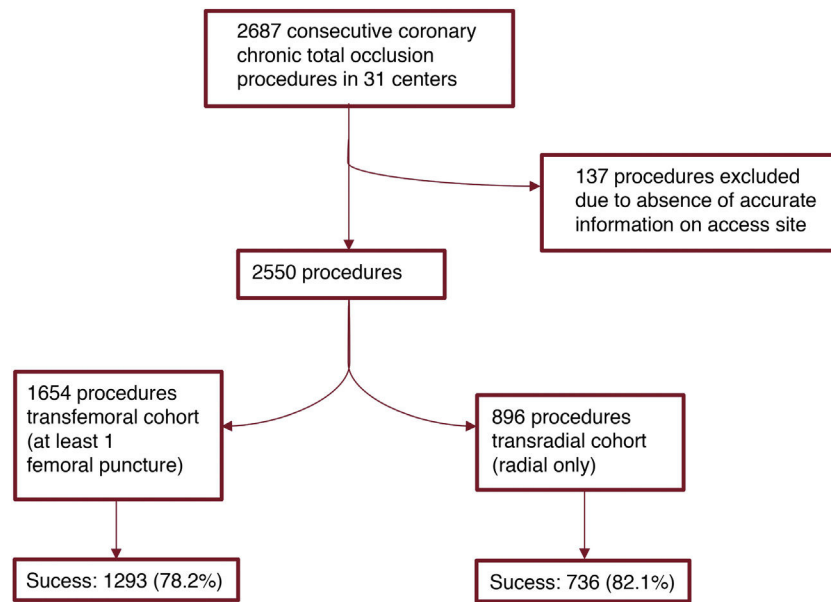 2687 consecutive coronary
chronic total occlusion
procedures in 31 centers
137 procedures excluded
due to absence of accurate
information on access site
2550 procedures
1654 procedures
transfemoral cohort
(at least 1
femoral puncture)
896 procedures
transradial cohort
(radial only)
Sucess: 1293 (78.2%)
Sucess: 736 (82.1%)